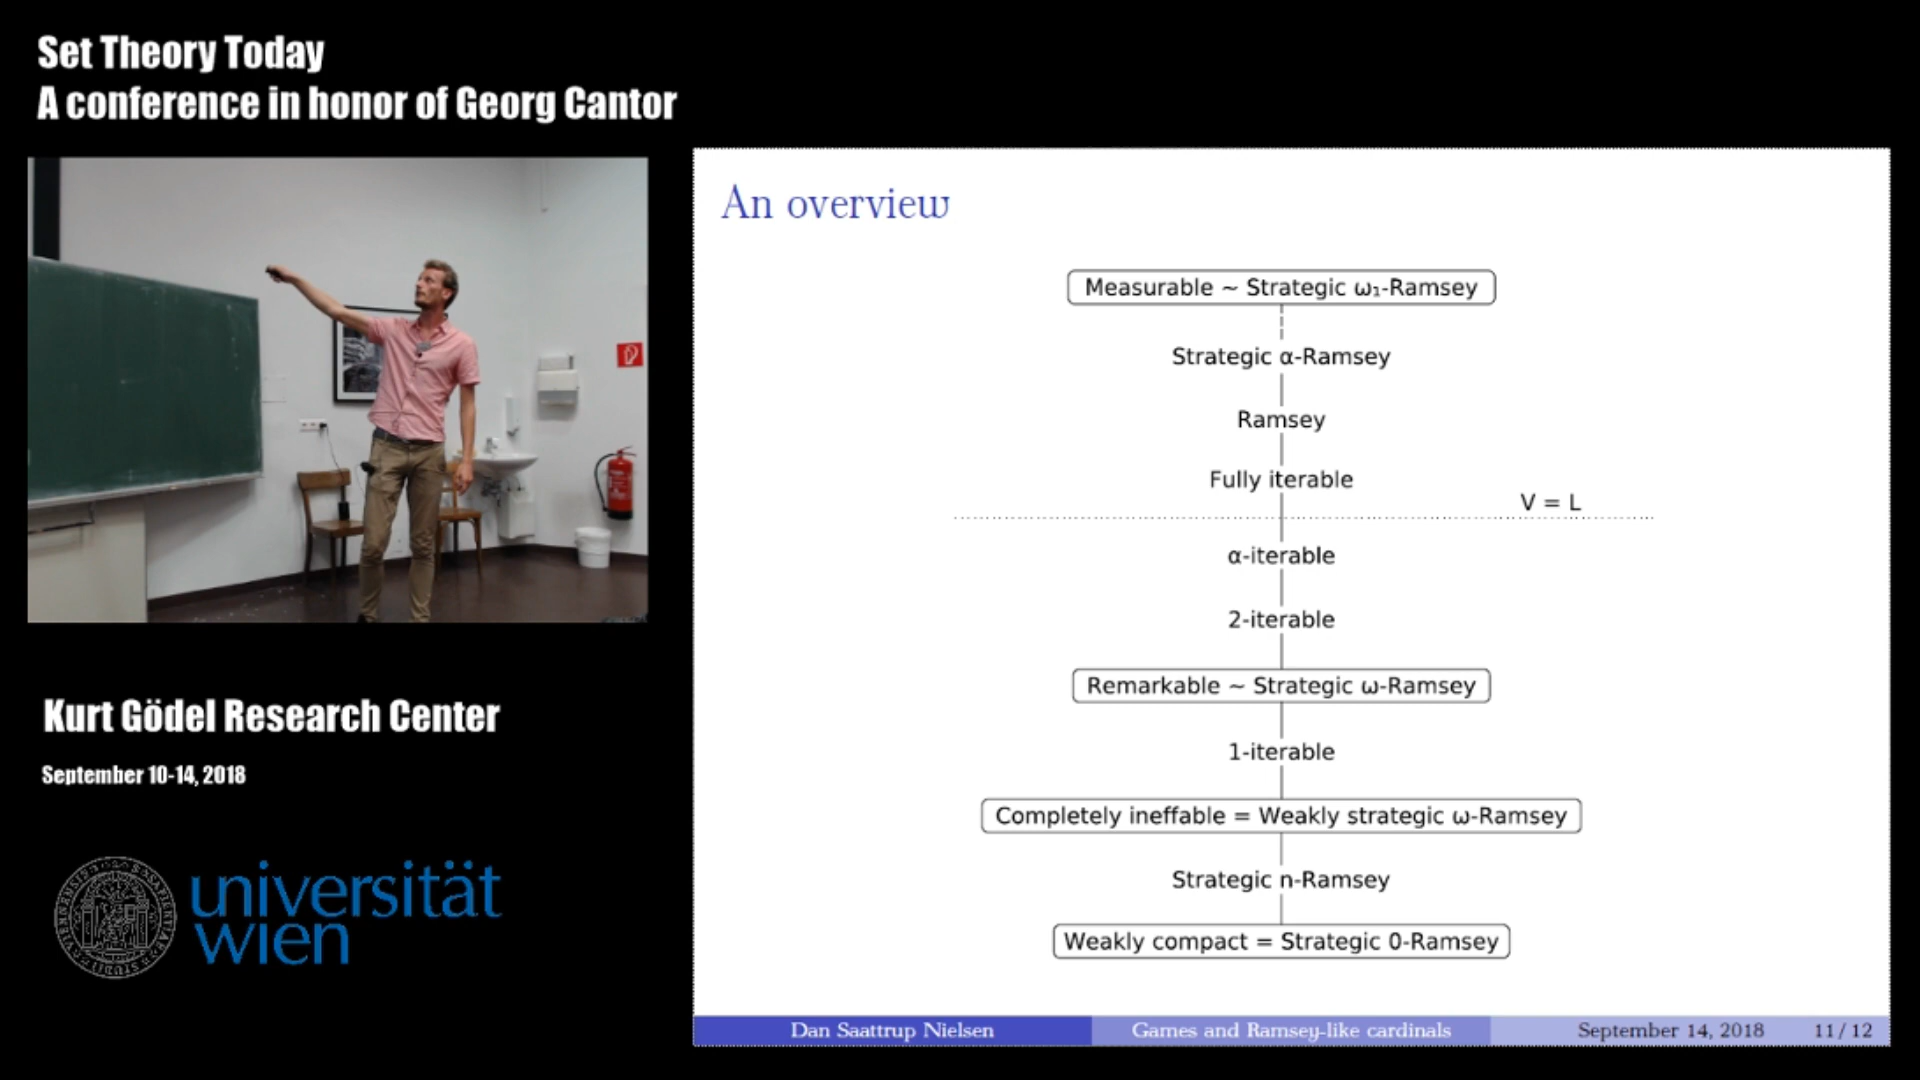 Set Theory Today
A conference in honor of Georg Cantor
An overview
Measurable ~ Strategic ω₁-Ramsey
Strategic α-Ramsey
Ramsey
Fully iterable
V = L
α-iterable
2-iterable
Remarkable ~ Strategic ω-Ramsey
1-iterable
Completely ineffable = Weakly strategic ω-Ramsey
Strategic n-Ramsey
Weakly compact = Strategic 0-Ramsey
Dan Saattrup Nielsen
Games and Ramsey-like cardinals
September 14, 2018
11 / 12
Kurt Gödel Research Center
September 10-14, 2018
universität
wien